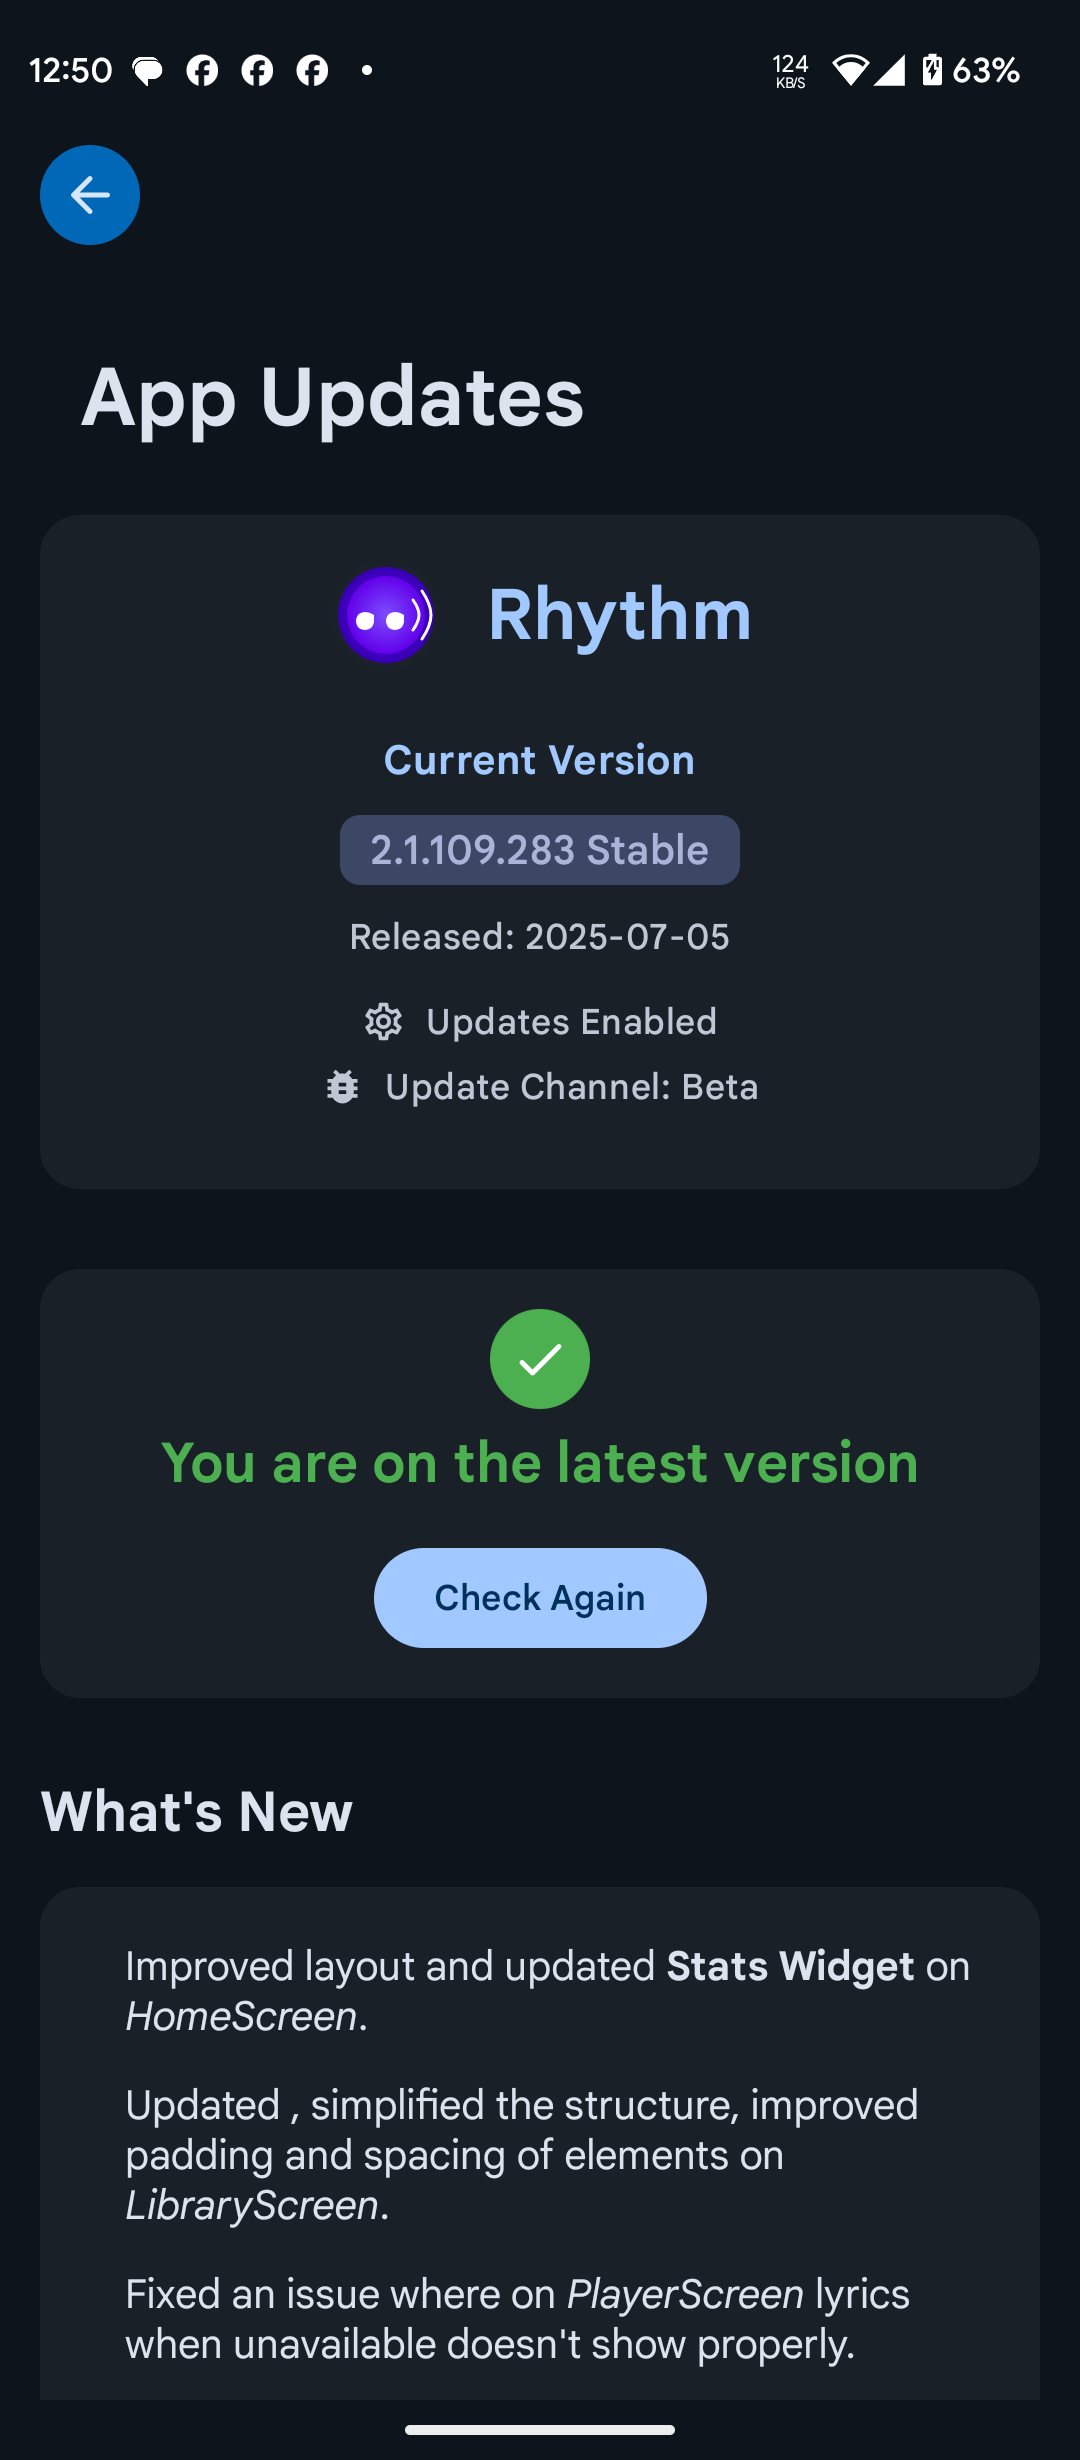 12:50
124
KB/S
63%
App Updates
Rhythm
Current Version
2.1.109.283 Stable
Released: 2025-07-05
Updates Enabled
Update Channel: Beta
You are on the latest version
Check Again
What's New
Improved layout and updated Stats Widget on
HomeScreen.
Updated , simplified the structure, improved
padding and spacing of elements on
LibraryScreen.
Fixed an issue where on PlayerScreen lyrics
when unavailable doesn't show properly.